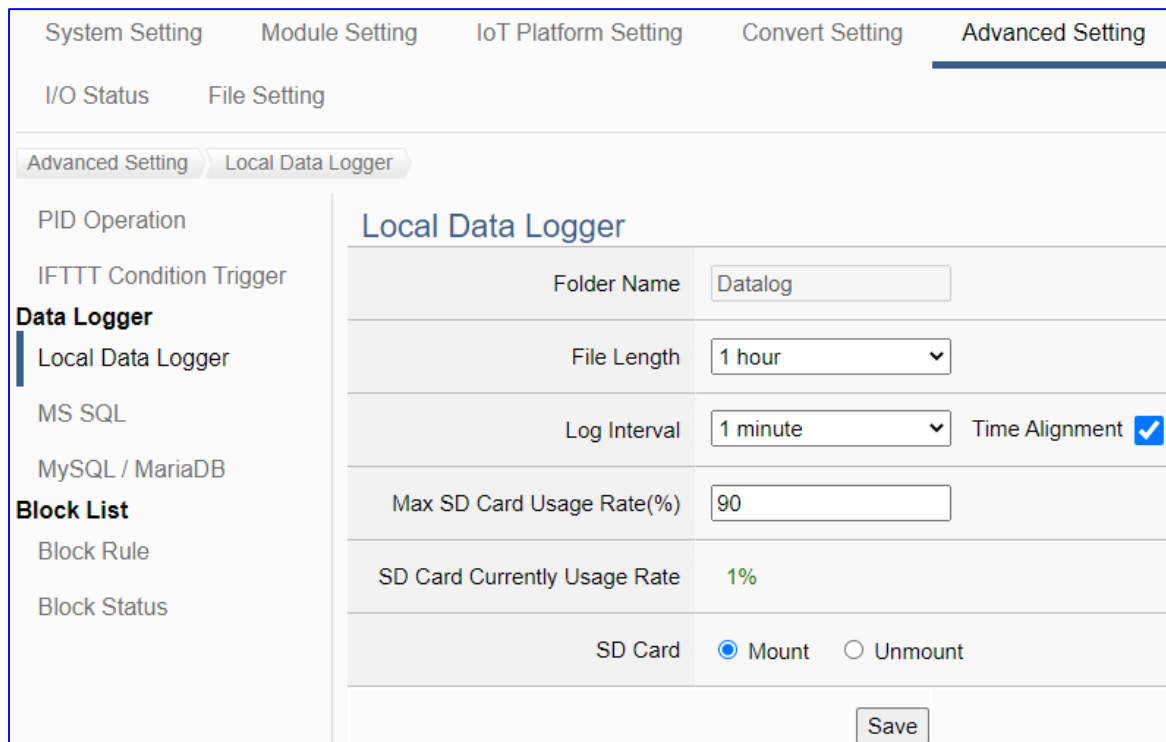 System Setting Module Setting IoT Platform Setting Convert Setting Advanced Setting
I/O Status File Setting
Advanced Setting Local Data Logger
PID Operation
IFTTT Condition Trigger
Data Logger
Local Data Logger
MS SQL
MySQL / MariaDB
Block List
Block Rule
Block Status
Local Data Logger
Folder Name Datalog
File Length 1 hour
Log Interval 1 minute Time Alignment
Max SD Card Usage Rate(%) 90
SD Card Currently Usage Rate 1%
SD Card Mount Unmount
Save